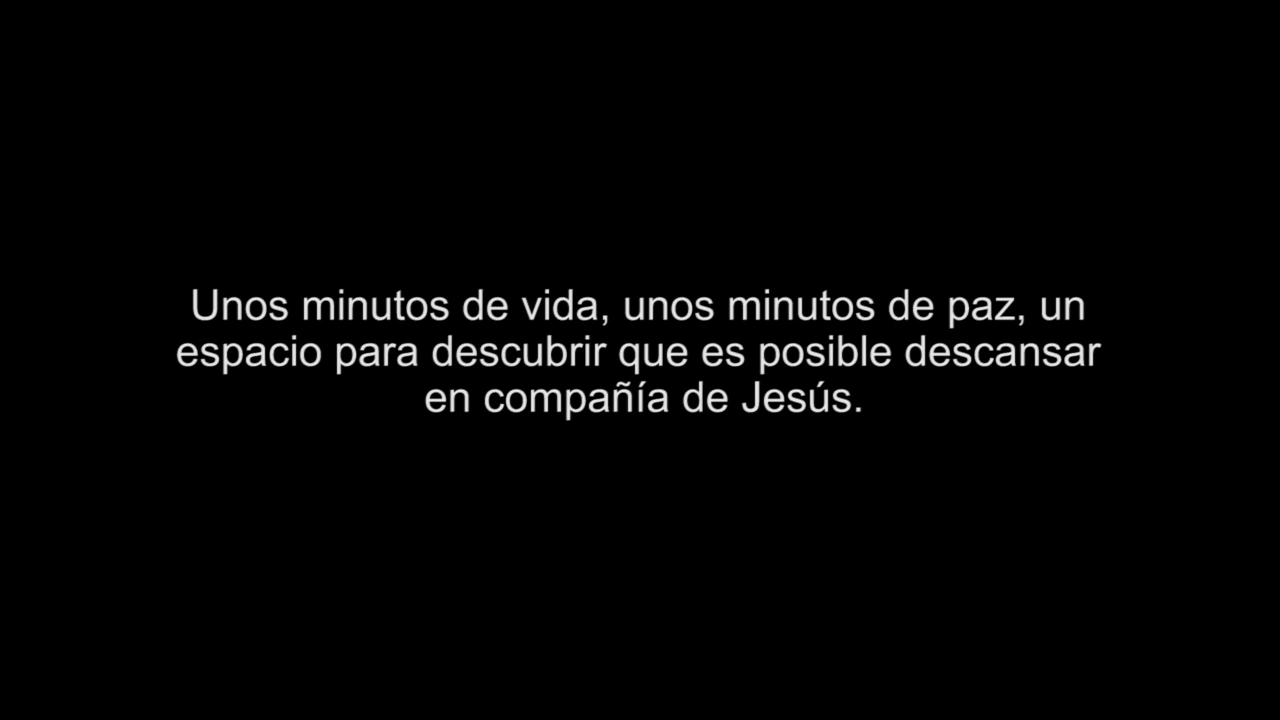 Unos minutos de vida, unos minutos de paz, un
espacio para descubrir que es posible descansar
en compañía de Jesús.